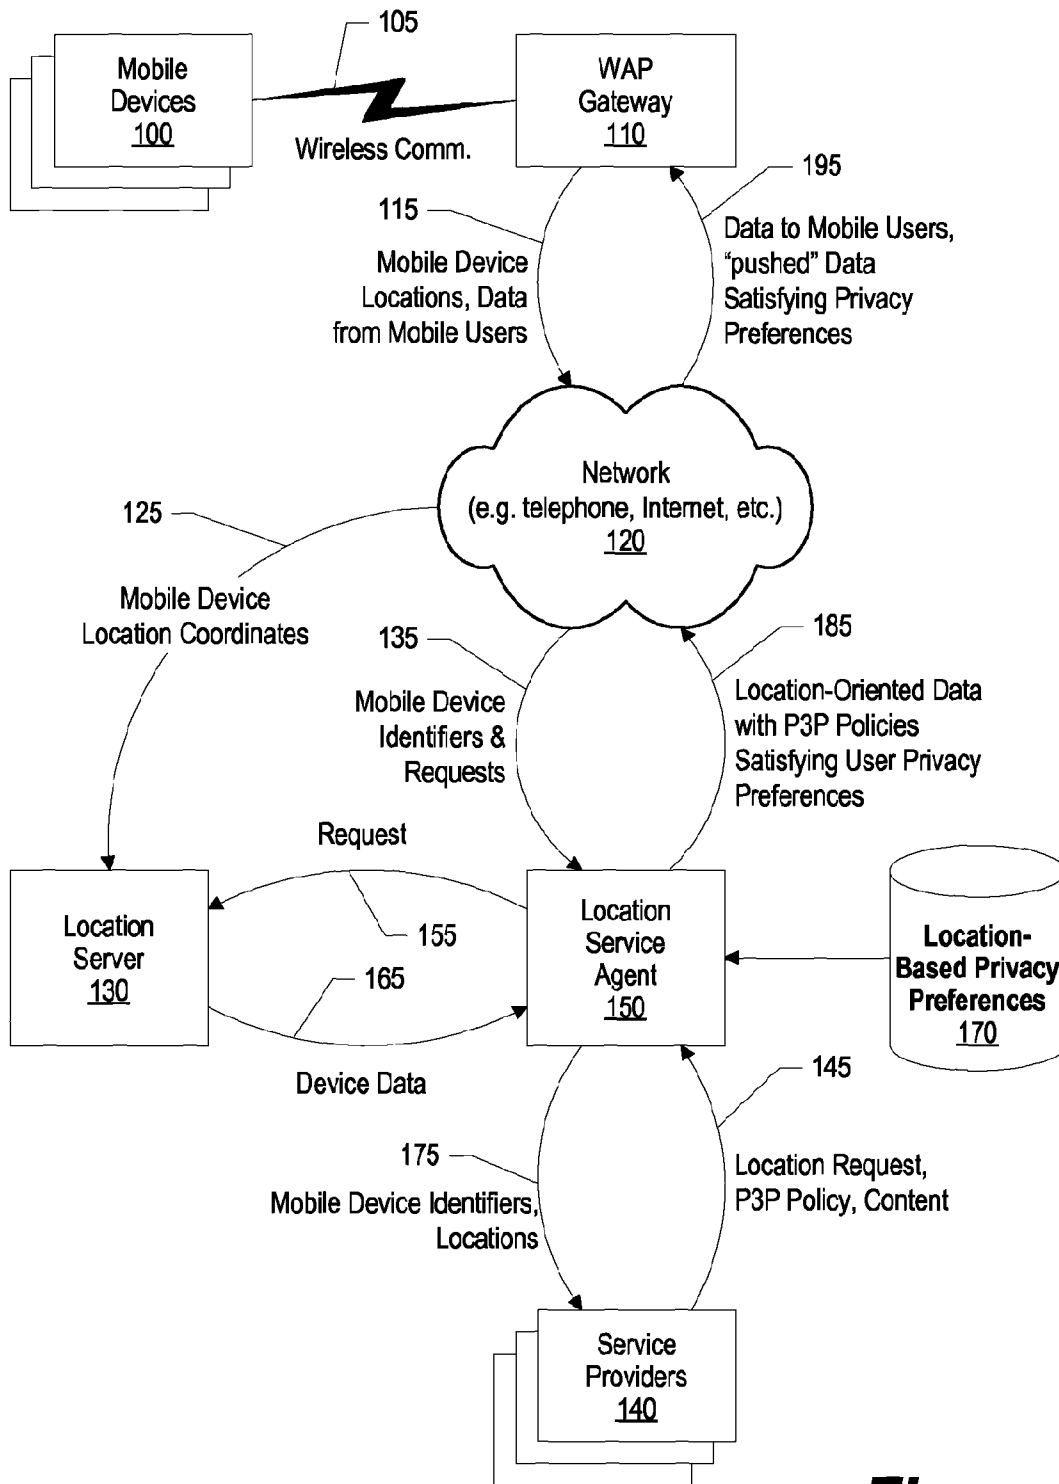 105
Mobile
Devices
100
WAP
Gateway
110
Wireless Comm.
195
115
Mobile Device
Locations, Data
from Mobile Users
Data to Mobile Users,
"pushed" Data
Satisfying Privacy
Preferences
Network
(e.g. telephone, Internet, etc.)
120
125
Mobile Device
Location Coordinates
135
Mobile Device
Identifiers &
Requests
185
Location-Oriented Data
with P3P Policies
Satisfying User Privacy
Preferences
Request
Location
Server
130
155
165
Location
Service
Agent
150
Location-
Based Privacy
Preferences
170
Device Data
145
175
Mobile Device Identifiers,
Locations
Location Request,
P3P Policy, Content
Service
Providers
140